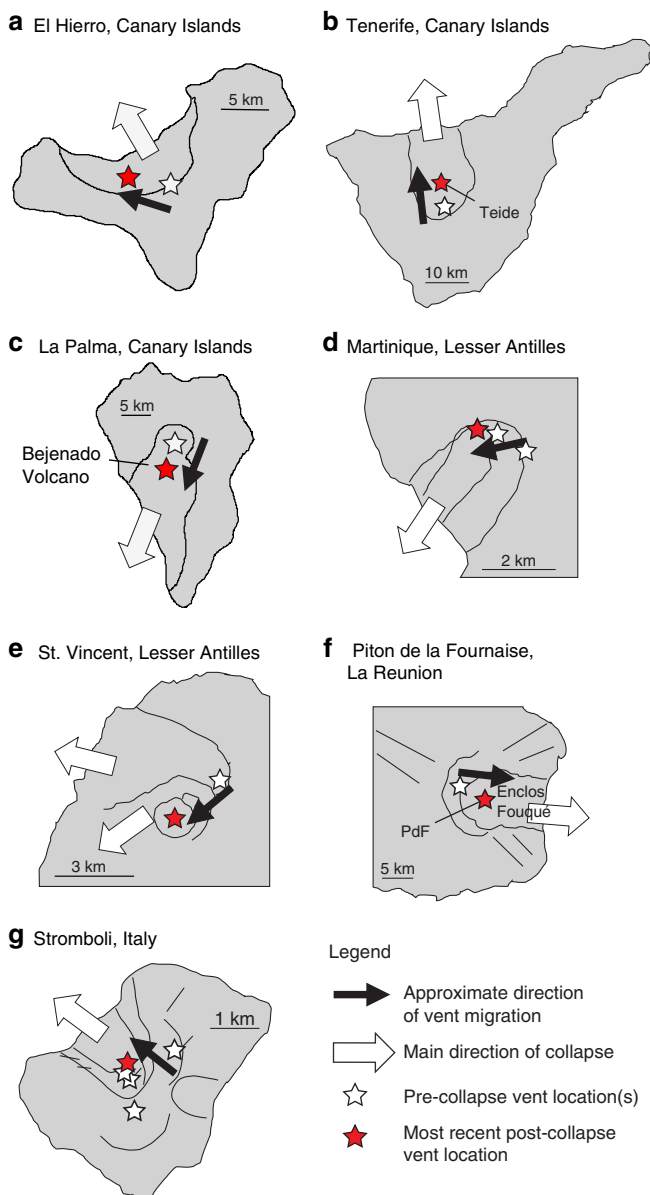 a El Hierro, Canary Islands
5 km
b Tenerife, Canary Islands
Teide
10 km
c La Palma, Canary Islands
5 km
Bejenado
Volcano
d Martinique, Lesser Antilles
2 km
e St. Vincent, Lesser Antilles
3 km
f Piton de la Fournaise,
La Reunion
Enclos
Fouqué
PdF
5 km
g Stromboli, Italy
1 km
Legend
Approximate direction
of vent migration
Main direction of collapse
Pre-collapse vent location(s)
Most recent post-collapse
vent location